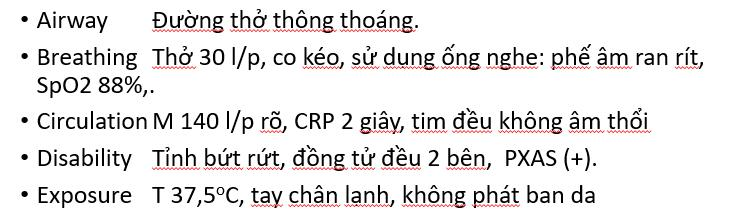 • Airway Đường thở thông thoáng.
• Breathing Thở 30 l/p, co kéo, sử dụng ống nghe: phế âm ran rít,
SpO2 88%,.
• Circulation M 140 l/p rõ, CRP 2 giây, tim đều không âm thổi
• Disability Tỉnh bứt rứt, đồng tử đều 2 bên, PXAS (+).
• Exposure T 37,5°C, tay chân lạnh, không phát ban da